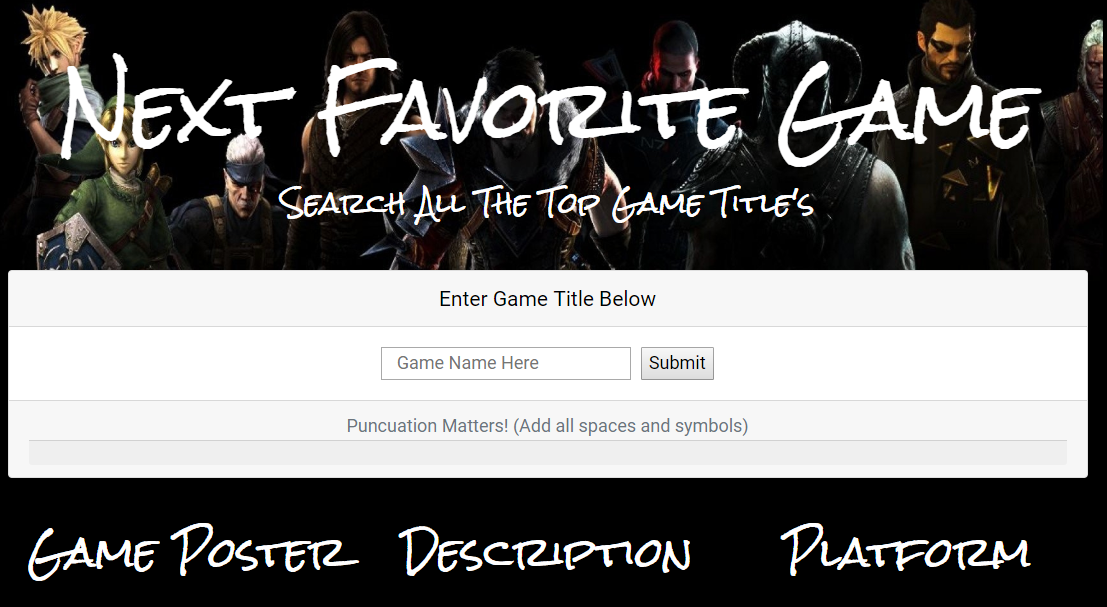 Next Favorite Game
Search All The Top Game Title's
Enter Game Title Below
Game Name Here Submit
Puncuation Matters! (Add all spaces and symbols)
Game Poster Description Platform